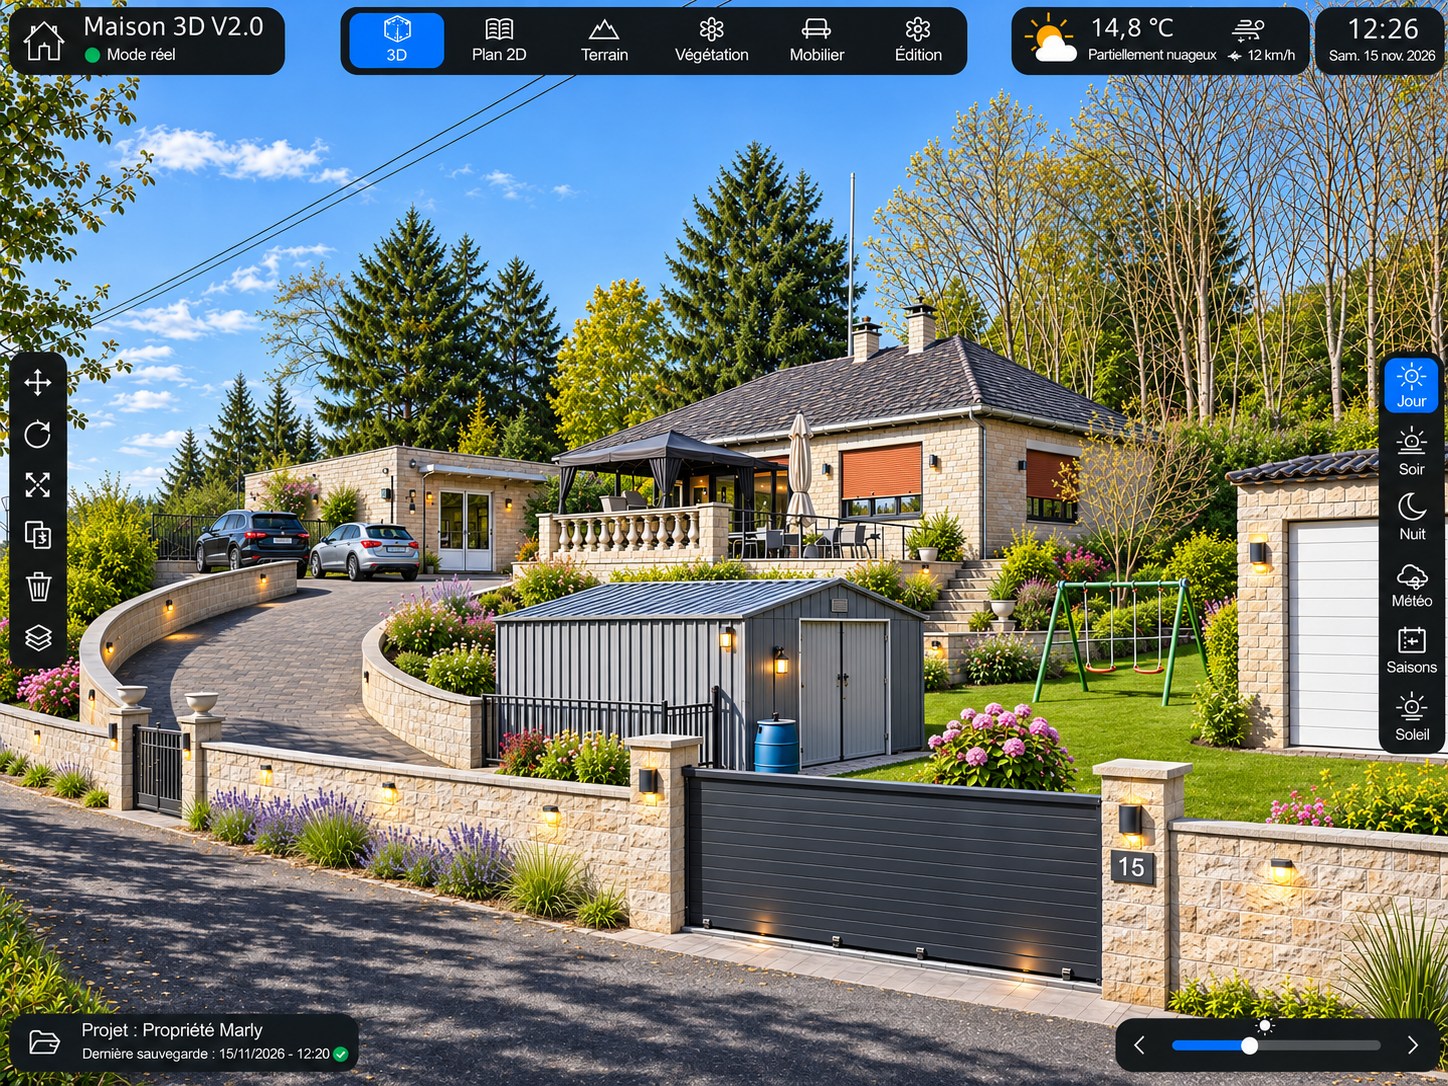 Maison 3D V2.0
Mode réel
3D
Plan 2D
Terrain
Végétation
Mobilier
Édition
14,8 °C
Partiellement nuageux
12 km/h
12:26
Sam. 15 nov. 2026
Jour
Soir
Nuit
Météo
Saisons
Soleil
15
Projet : Propriété Marly
Dernière sauvegarde : 15/11/2026 - 12:20